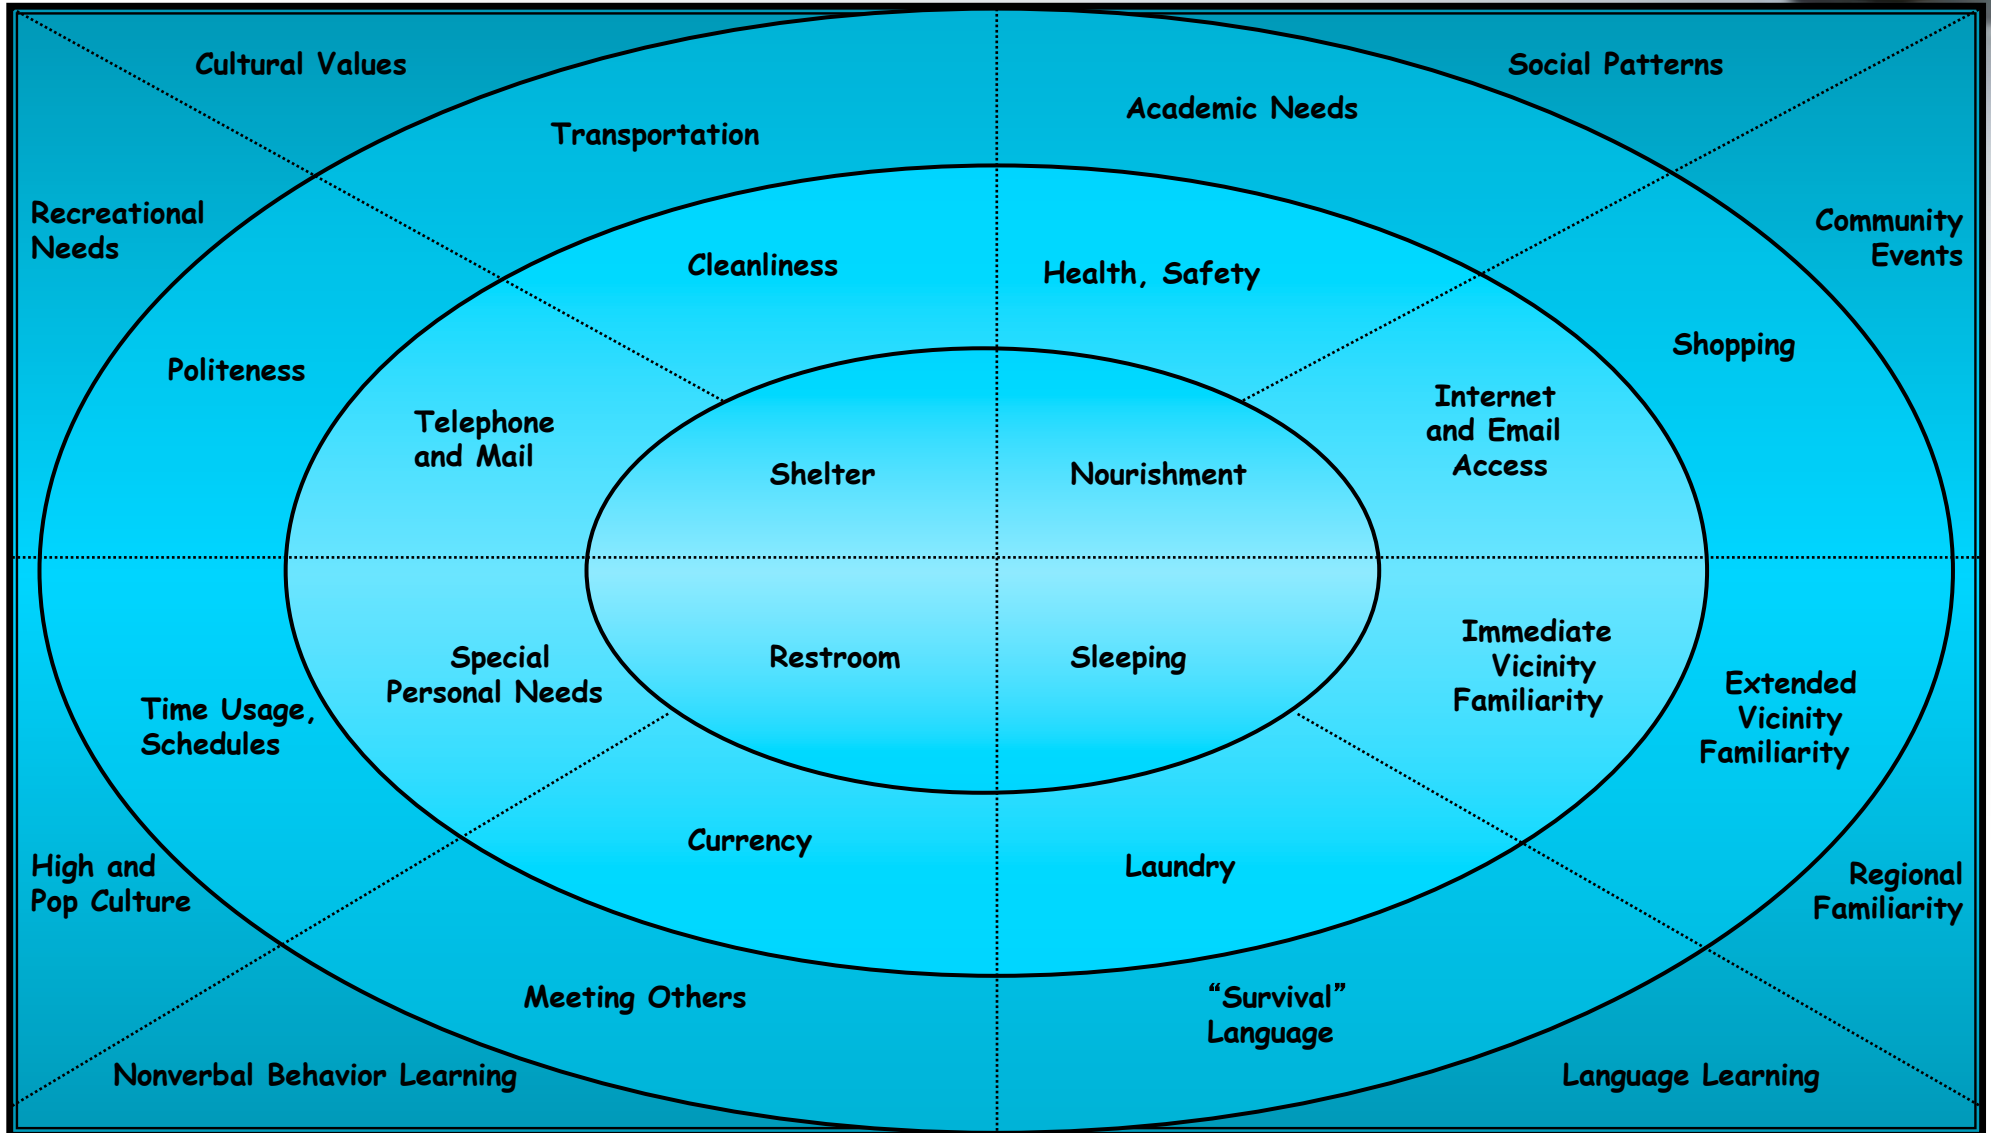 Cultural Values
Social Patterns
Transportation
Academic Needs
Recreational
Needs
Community
Events
Cleanliness
Health, Safety
Politeness
Shopping
Telephone
and Mail
Internet
and Email
Access
Shelter
Nourishment
Special
Personal Needs
Restroom
Sleeping
Immediate
Vicinity
Familiarity
Time Usage,
Schedules
Extended
Vicinity
Familiarity
Currency
Laundry
High and
Pop Culture
Regional
Familiarity
Meeting Others
“Survival”
Language
Nonverbal Behavior Learning
Language Learning